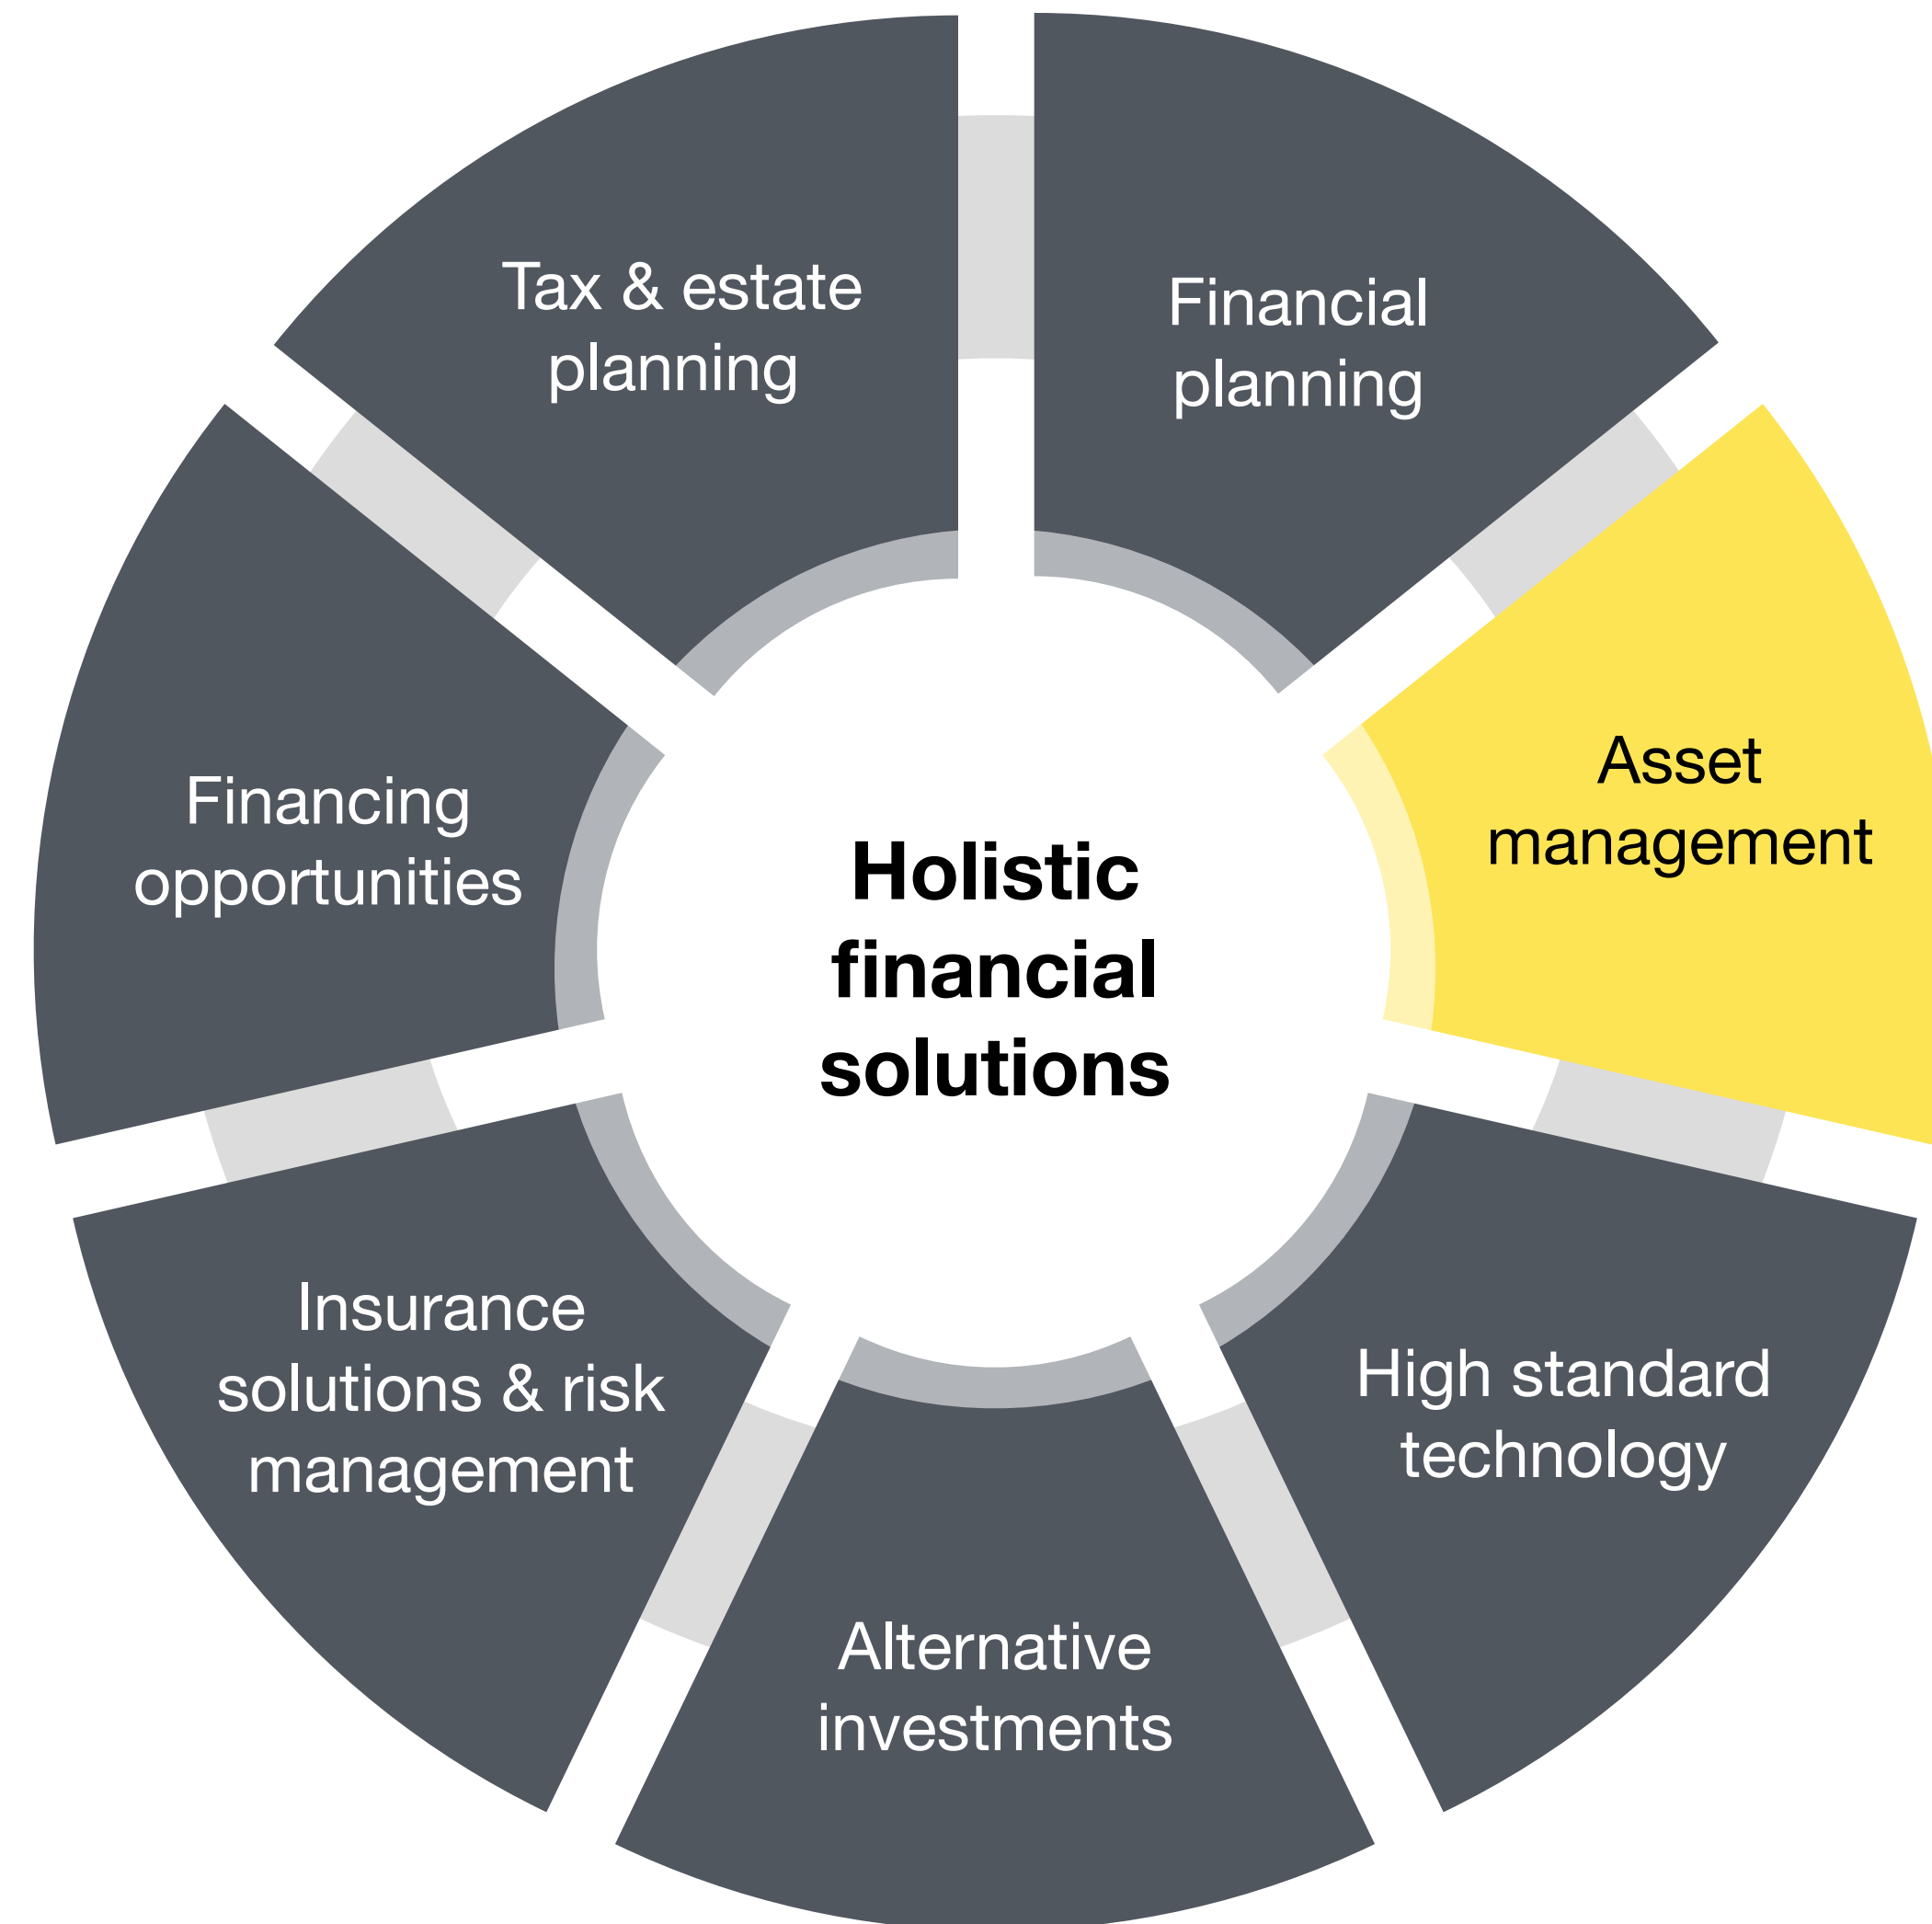 Tax & estate
planning
Financial
planning
Asset
management
High standard
technology
Alternative
investments
Insurance
solutions & risk
management
Financing
opportunities
Holistic
financial
solutions